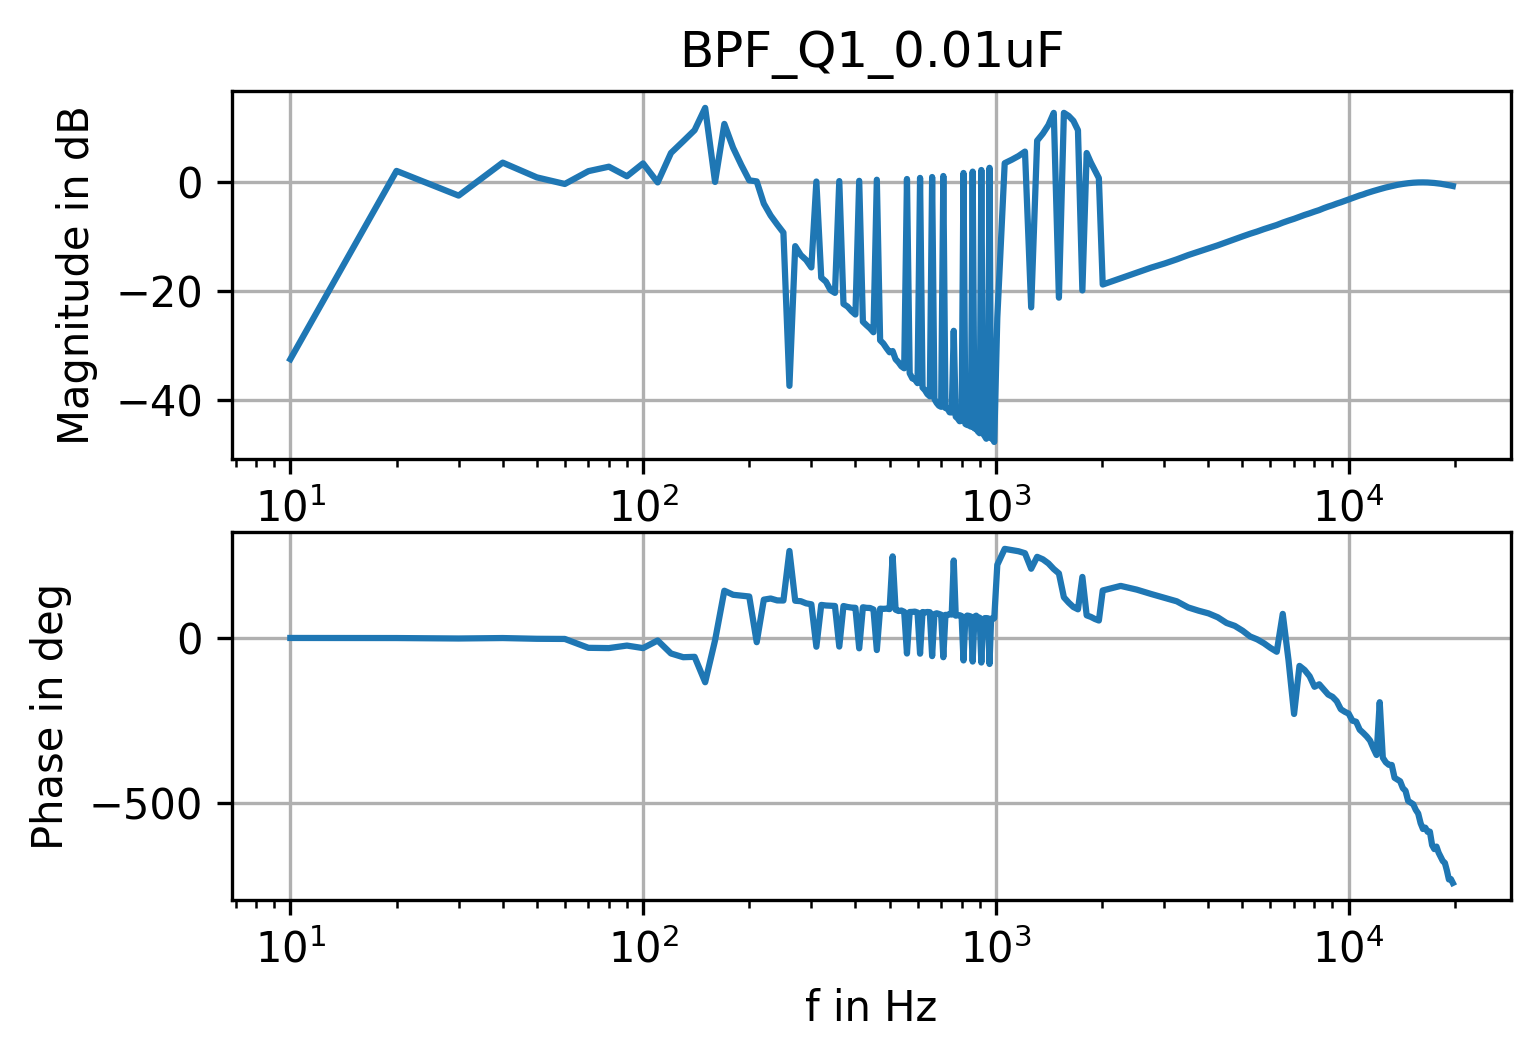 BPF_Q1_0.01uF
Magnitude in dB
0
−20
−40
10¹ 10² 10³ 10⁴
Phase in deg
0
−500
10¹ 10² 10³ 10⁴
f in Hz